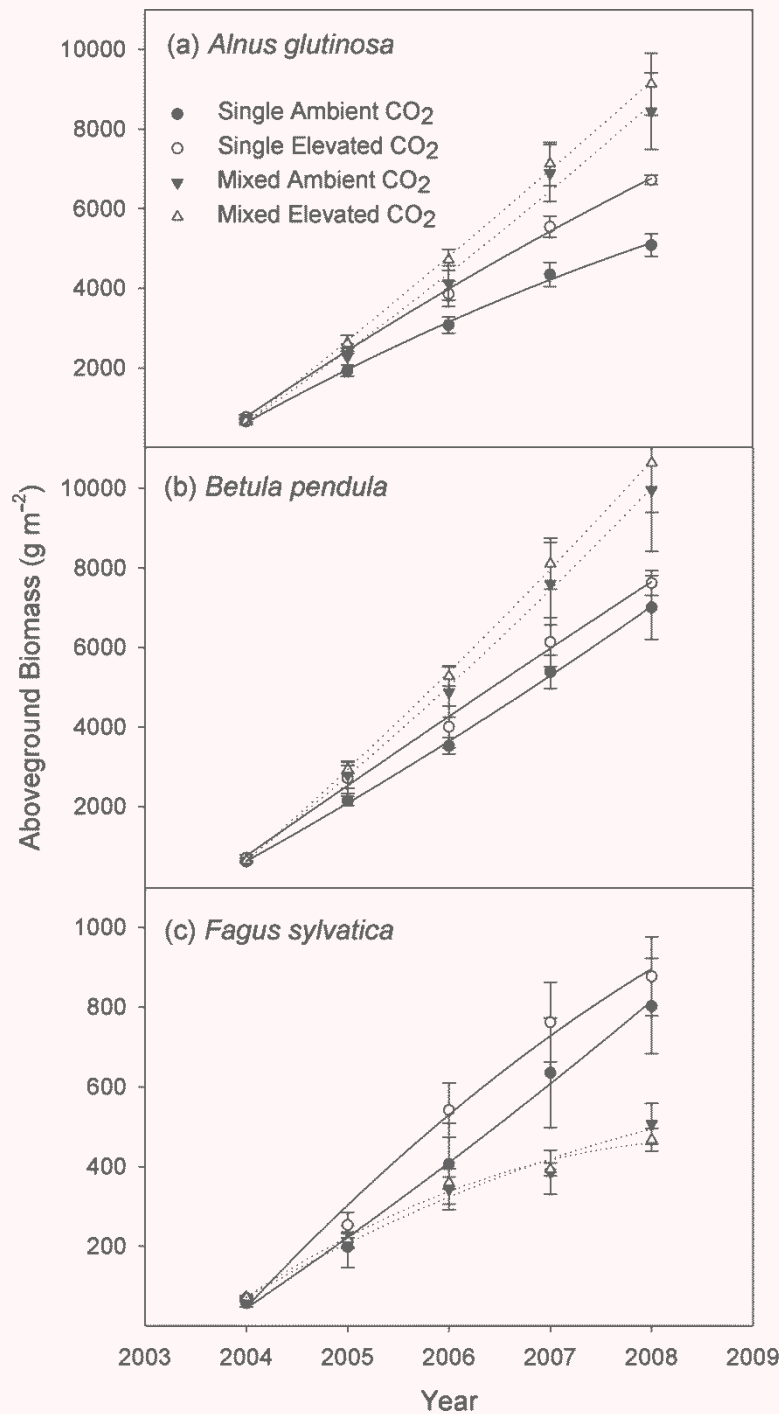 Aboveground Biomass (g m⁻²)
(a) Alnus glutinosa
Single Ambient CO₂
Single Elevated CO₂
Mixed Ambient CO₂
Mixed Elevated CO₂
10000
8000
6000
4000
2000
(b) Betula pendula
10000
8000
6000
4000
2000
(c) Fagus sylvatica
1000
800
600
400
200
2003 2004 2005 2006 2007 2008 2009
Year